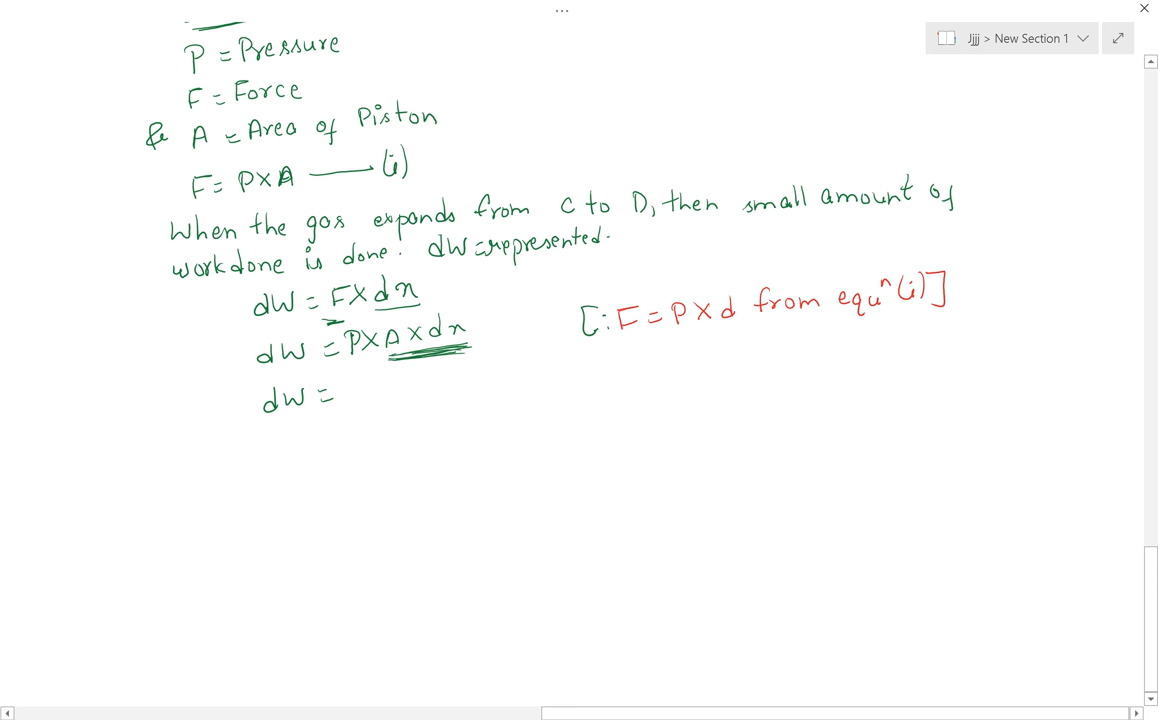 ...
Jjjj > New Section 1
P = Pressure
F = Force
& A = Area of Piston
F = P X A (i)
When the gas expands from C to D, then small amount of
workdone is done. dW = represented.
dW = F X dx
[∵ F = P X d from equⁿ (i)]
dW = P X A X dx
dW =